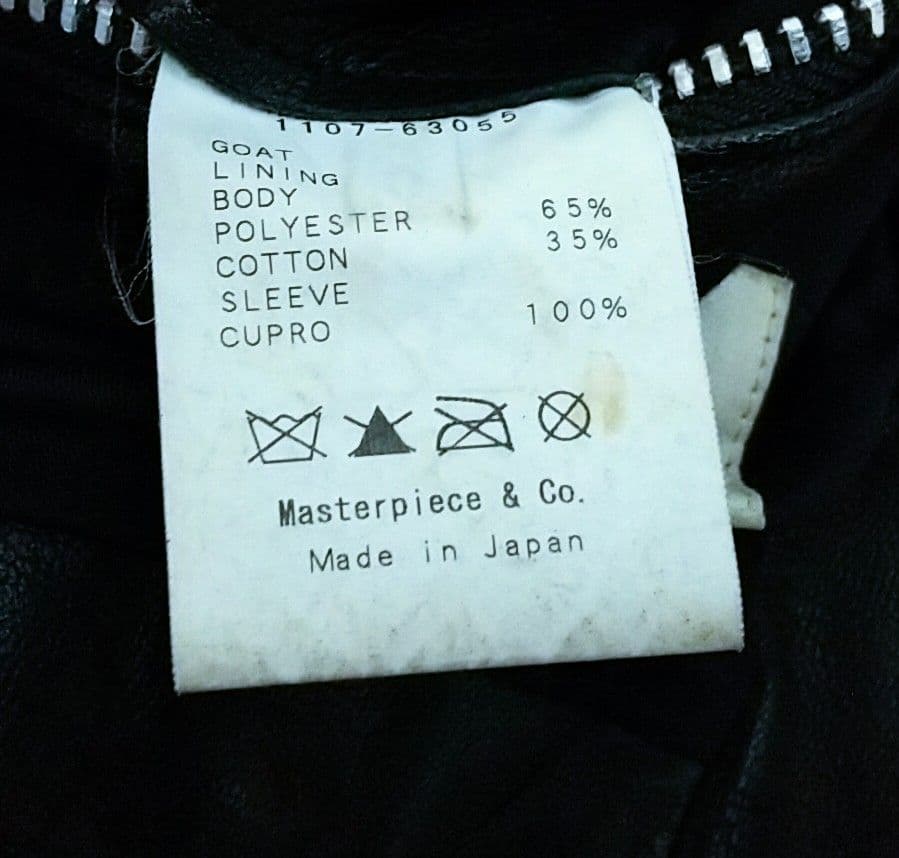 1107-63055
GOAT
LINING
BODY
POLYESTER 65%
COTTON 35%
SLEEVE
CUPRO 100%
Masterpiece & Co.
Made in Japan